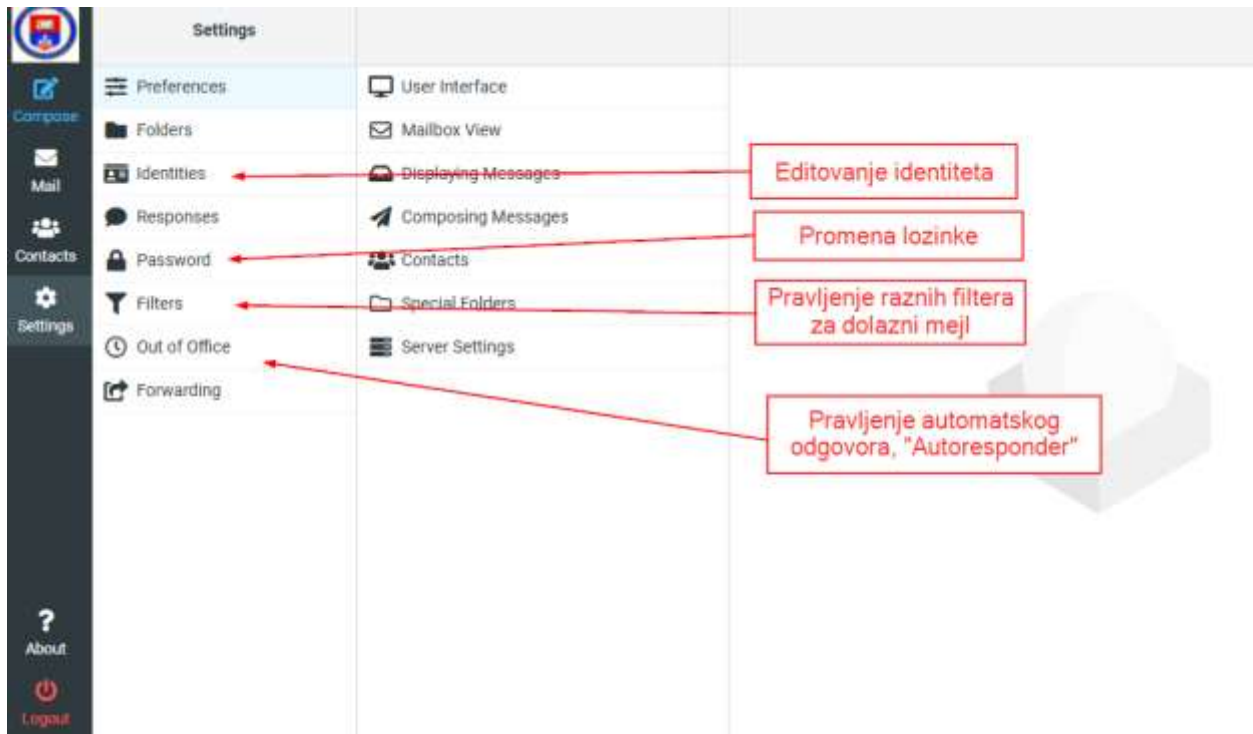 Settings
Compose
Mail
Contacts
Settings
About
Logout
Preferences
Folders
Identities
Responses
Password
Filters
Out of Office
Forwarding
User Interface
Mailbox View
Displaying Messages
Composing Messages
Contacts
Special Folders
Server Settings
Editovanje identiteta
Promena lozinke
Pravljenje raznih filtera
za dolazni mejl
Pravljenje automatskog
odgovora, "Autoresponder"